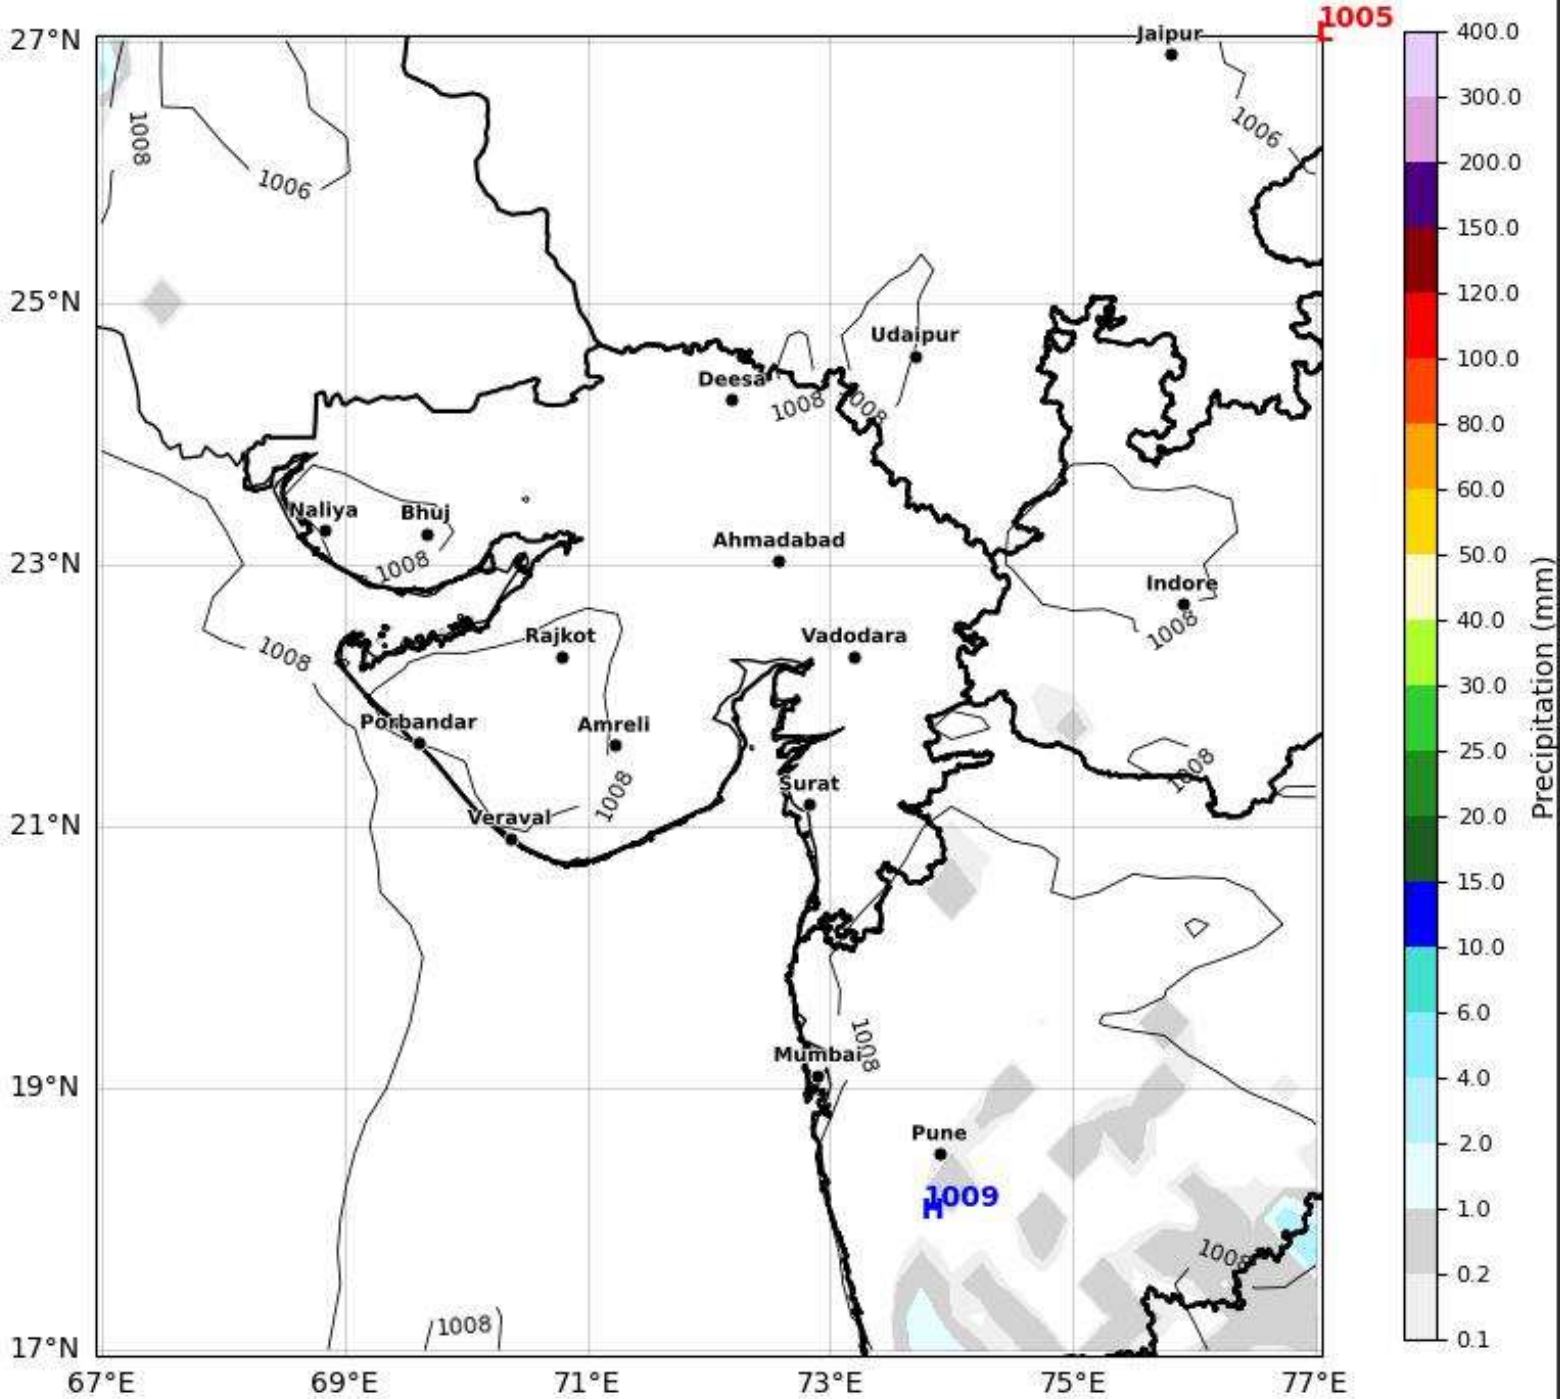 1005
L
27°N
Jaipur
400.0
1008
1006
1006
300.0
200.0
150.0
25°N
120.0
Udaipur
100.0
Deesa
1008
1008
80.0
Naliya
Bhuj
60.0
Ahmadabad
23°N
1008
50.0
Indore
Precipitation (mm)
40.0
Rajkot
Vadodara
1008
1008
30.0
Porbandar
Amreli
25.0
1008
1008
Surat
Veraval
20.0
21°N
15.0
10.0
6.0
Mumbai
1008
19°N
4.0
Pune
2.0
1009
H
1.0
1008
0.2
1008
17°N
0.1
67°E
69°E
71°E
73°E
75°E
77°E